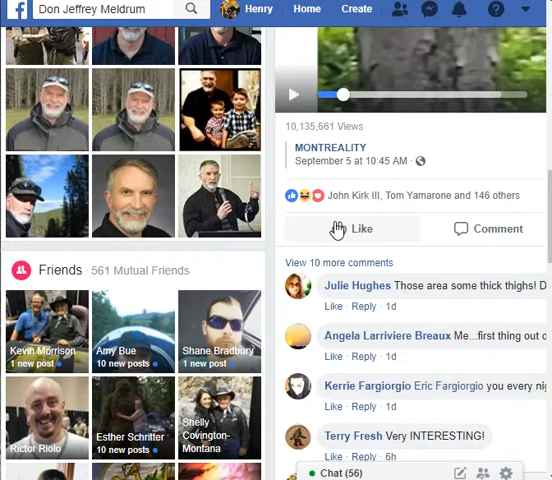 Don Jeffrey Meldrum
Henry
Home
Create
10,135,661 Views
MONTREALITY
September 5 at 10:45 AM ·
John Kirk III, Tom Yamarone and 146 others
Like
Comment
View 10 more comments
Julie Hughes Those area some thick thighs! D
Like · Reply · 1d
Angela Larriviere Breaux Me...first thing out o
Like · Reply · 1d
Kerrie Fargiorgio Eric Fargiorgio you every nig
Like · Reply · 1d
Terry Fresh Very INTERESTING!
Like · Reply · 6h
Chat (56)
Friends · 561 Mutual Friends
Kevin Morrison
1 new post
Amy Bue
10 new posts
Shane Bradbury
1 new post
Rictor Riolo
Esther Schritter
10 new posts
Shelly
Covington-
Montana